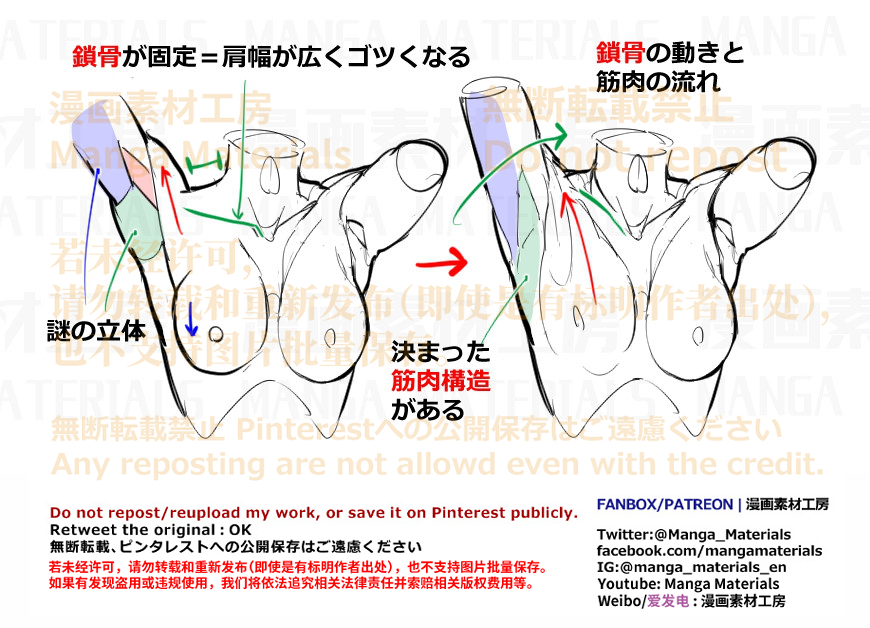 鎖骨が固定＝肩幅が広くゴツくなる
鎖骨の動きと
筋肉の流れ
謎の立体
決まった
筋肉構造
がある
MATERIALS MANGA MATERIALS MANGA
漫画素材工房
Manga Materials
無断転載禁止
Do not repost
若未经许可，
请勿转载和重新发布（即使是有标明作者出处），
也不支持图片批量保存
無断転載禁止 Pinterestへの公開保存はご遠慮ください
Any reposting are not allowd even with the credit.
Do not repost/reupload my work, or save it on Pinterest publicly.
Retweet the original : OK
無断転載、ピンタレストへの公開保存はご遠慮ください
若未经许可，请勿转载和重新发布（即使是有标明作者出处），也不支持图片批量保存。
如果有发现盗用或违规使用，我们将依法追究相关法律责任并索赔相关版权费用等。
FANBOX/PATREON | 漫画素材工房
Twitter:@Manga_Materials
facebook.com/mangamaterials
IG:@manga_materials_en
Youtube: Manga Materials
Weibo/爱发电 : 漫画素材工房